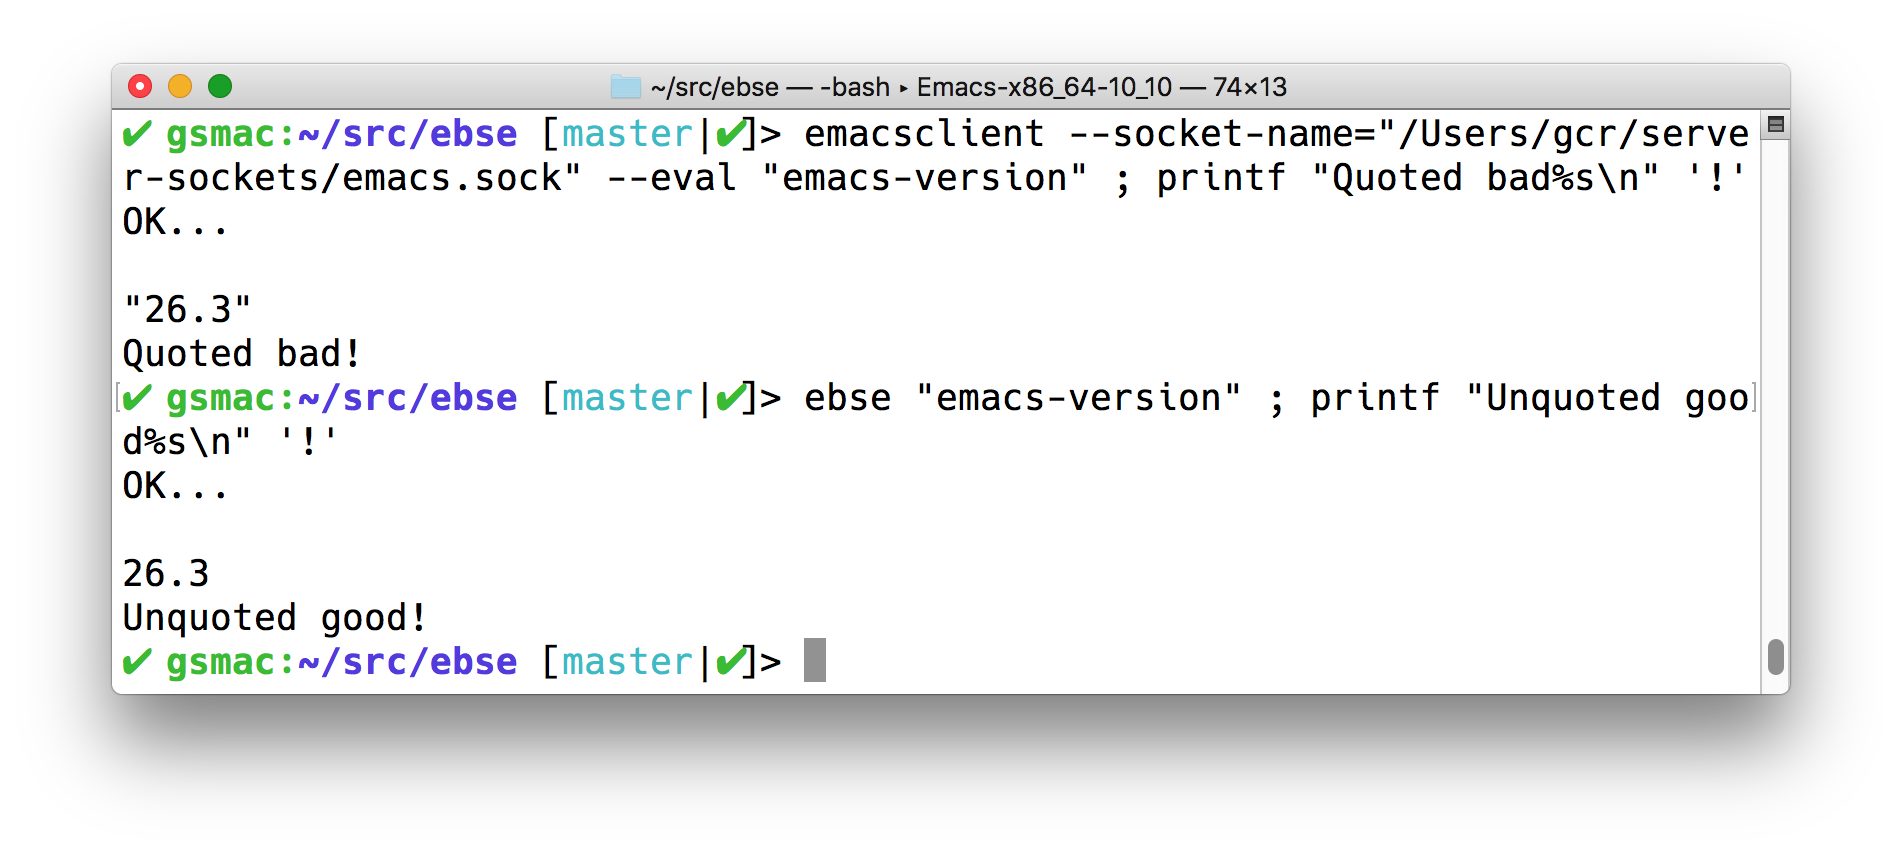 ~/src/ebse — -bash ▸ Emacs-x86_64-10_10 — 74×13
✔ gsmac:~/src/ebse [master|✔]> emacsclient --socket-name="/Users/gcr/serve
r-sockets/emacs.sock" --eval "emacs-version" ; printf "Quoted bad%s\n" '!'
OK...
"26.3"
Quoted bad!
✔ gsmac:~/src/ebse [master|✔]> ebse "emacs-version" ; printf "Unquoted goo
d%s\n" '!'
OK...
26.3
Unquoted good!
✔ gsmac:~/src/ebse [master|✔]>